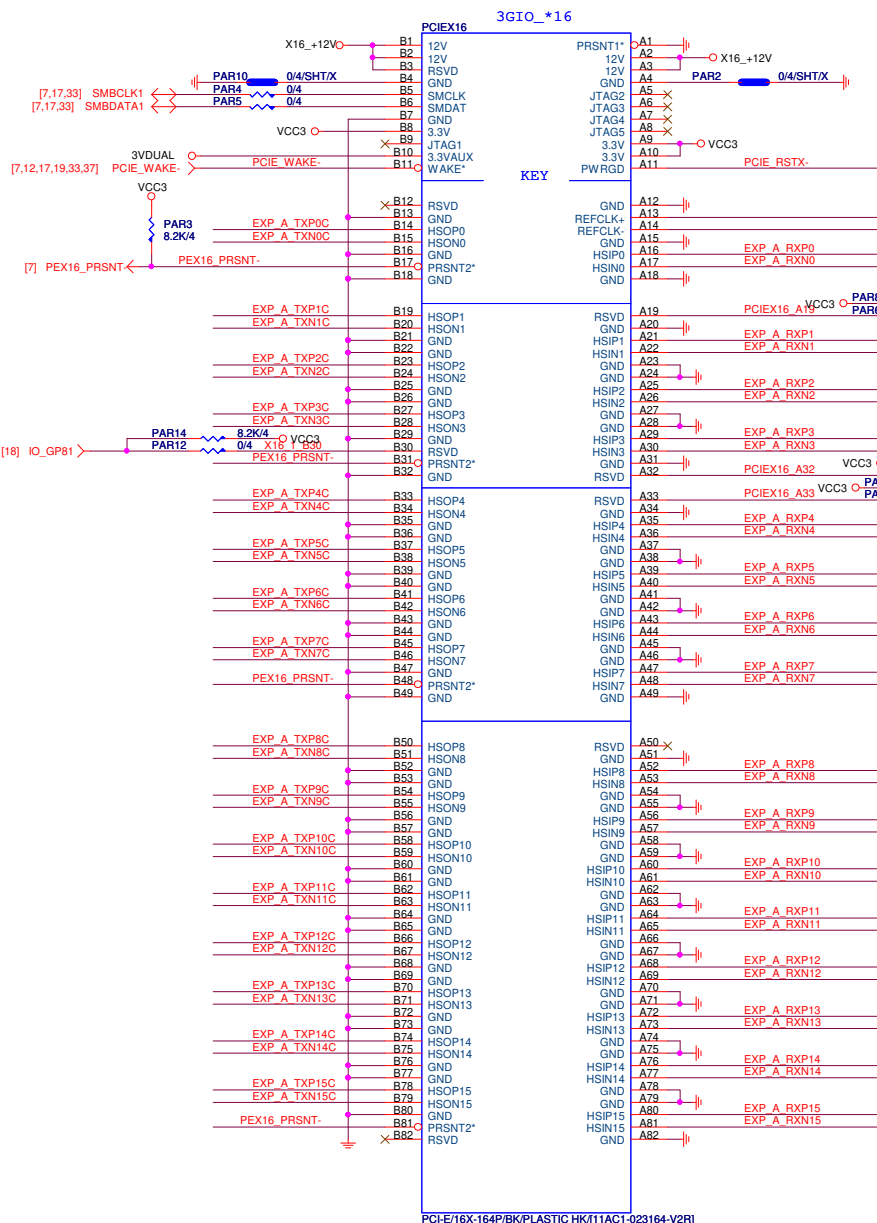 3GIO_*16
PCIEX16
X16_+12V B1 12V PRSNT1* A1
B2 12V 12V A2 X16_+12V
B3 RSVD 12V A3
PAR10 0/4/SHT/X B4 GND GND A4 PAR2 0/4/SHT/X
[7,17,33] SMBCLK1 PAR4 0/4 B5 SMCLK JTAG2 A5
[7,17,33] SMBDATA1 PAR5 0/4 B6 SMDAT JTAG3 A6
B7 GND JTAG4 A7
VCC3 B8 3.3V JTAG5 A8
B9 JTAG1 3.3V A9 VCC3
3VDUAL B10 3.3VAUX 3.3V A10
[7,12,17,19,33,37] PCIE_WAKE- PCIE_WAKE- B11 WAKE* PWRGD A11 PCIE_RSTX-
KEY
VCC3
B12 RSVD GND A12
PAR3 B13 GND REFCLK+ A13
8.2K/4 EXP_A_TXP0C B14 HSOP0 REFCLK- A14
EXP_A_TXN0C B15 HSON0 GND A15
B16 GND HSIP0 A16 EXP_A_RXP0
[7] PEX16_PRSNT- PEX16_PRSNT- B17 PRSNT2* HSIN0 A17 EXP_A_RXN0
B18 GND GND A18
VCC3 PAR8
EXP_A_TXP1C B19 HSOP1 RSVD A19 PCIEX16_A19 PAR6
EXP_A_TXN1C B20 HSON1 GND A20
B21 GND HSIP1 A21 EXP_A_RXP1
B22 GND HSIN1 A22 EXP_A_RXN1
EXP_A_TXP2C B23 HSOP2 GND A23
EXP_A_TXN2C B24 HSON2 GND A24
B25 GND HSIP2 A25 EXP_A_RXP2
B26 GND HSIN2 A26 EXP_A_RXN2
EXP_A_TXP3C B27 HSOP3 GND A27
EXP_A_TXN3C B28 HSON3 GND A28
PAR14 8.2K/4 VCC3 B29 GND HSIP3 A29 EXP_A_RXP3
[18] IO_GP81 PAR12 0/4 X16_1_B30 B30 RSVD HSIN3 A30 EXP_A_RXN3
PEX16_PRSNT- B31 PRSNT2* GND A31 VCC3
B32 GND RSVD A32 PCIEX16_A32 PA
EXP_A_TXP4C B33 HSOP4 RSVD A33 PCIEX16_A33 VCC3 PA
EXP_A_TXN4C B34 HSON4 GND A34
B35 GND HSIP4 A35 EXP_A_RXP4
B36 GND HSIN4 A36 EXP_A_RXN4
EXP_A_TXP5C B37 HSOP5 GND A37
EXP_A_TXN5C B38 HSON5 GND A38
B39 GND HSIP5 A39 EXP_A_RXP5
B40 GND HSIN5 A40 EXP_A_RXN5
EXP_A_TXP6C B41 HSOP6 GND A41
EXP_A_TXN6C B42 HSON6 GND A42
B43 GND HSIP6 A43 EXP_A_RXP6
B44 GND HSIN6 A44 EXP_A_RXN6
EXP_A_TXP7C B45 HSOP7 GND A45
EXP_A_TXN7C B46 HSON7 GND A46
B47 GND HSIP7 A47 EXP_A_RXP7
PEX16_PRSNT- B48 PRSNT2* HSIN7 A48 EXP_A_RXN7
B49 GND GND A49
EXP_A_TXP8C B50 HSOP8 RSVD A50
EXP_A_TXN8C B51 HSON8 GND A51
B52 GND HSIP8 A52 EXP_A_RXP8
B53 GND HSIN8 A53 EXP_A_RXN8
EXP_A_TXP9C B54 HSOP9 GND A54
EXP_A_TXN9C B55 HSON9 GND A55
B56 GND HSIP9 A56 EXP_A_RXP9
B57 GND HSIN9 A57 EXP_A_RXN9
EXP_A_TXP10C B58 HSOP10 GND A58
EXP_A_TXN10C B59 HSON10 GND A59
B60 GND HSIP10 A60 EXP_A_RXP10
B61 GND HSIN10 A61 EXP_A_RXN10
EXP_A_TXP11C B62 HSOP11 GND A62
EXP_A_TXN11C B63 HSON11 GND A63
B64 GND HSIP11 A64 EXP_A_RXP11
B65 GND HSIN11 A65 EXP_A_RXN11
EXP_A_TXP12C B66 HSOP12 GND A66
EXP_A_TXN12C B67 HSON12 GND A67
B68 GND HSIP12 A68 EXP_A_RXP12
B69 GND HSIN12 A69 EXP_A_RXN12
EXP_A_TXP13C B70 HSOP13 GND A70
EXP_A_TXN13C B71 HSON13 GND A71
B72 GND HSIP13 A72 EXP_A_RXP13
B73 GND HSIN13 A73 EXP_A_RXN13
EXP_A_TXP14C B74 HSOP14 GND A74
EXP_A_TXN14C B75 HSON14 GND A75
B76 GND HSIP14 A76 EXP_A_RXP14
B77 GND HSIN14 A77 EXP_A_RXN14
EXP_A_TXP15C B78 HSOP15 GND A78
EXP_A_TXN15C B79 HSON15 GND A79
B80 GND HSIP15 A80 EXP_A_RXP15
PEX16_PRSNT- B81 PRSNT2* HSIN15 A81 EXP_A_RXN15
B82 RSVD GND A82
PCI-E/16X-164P/BK/PLASTIC HK/[11AC1-023164-V2R]